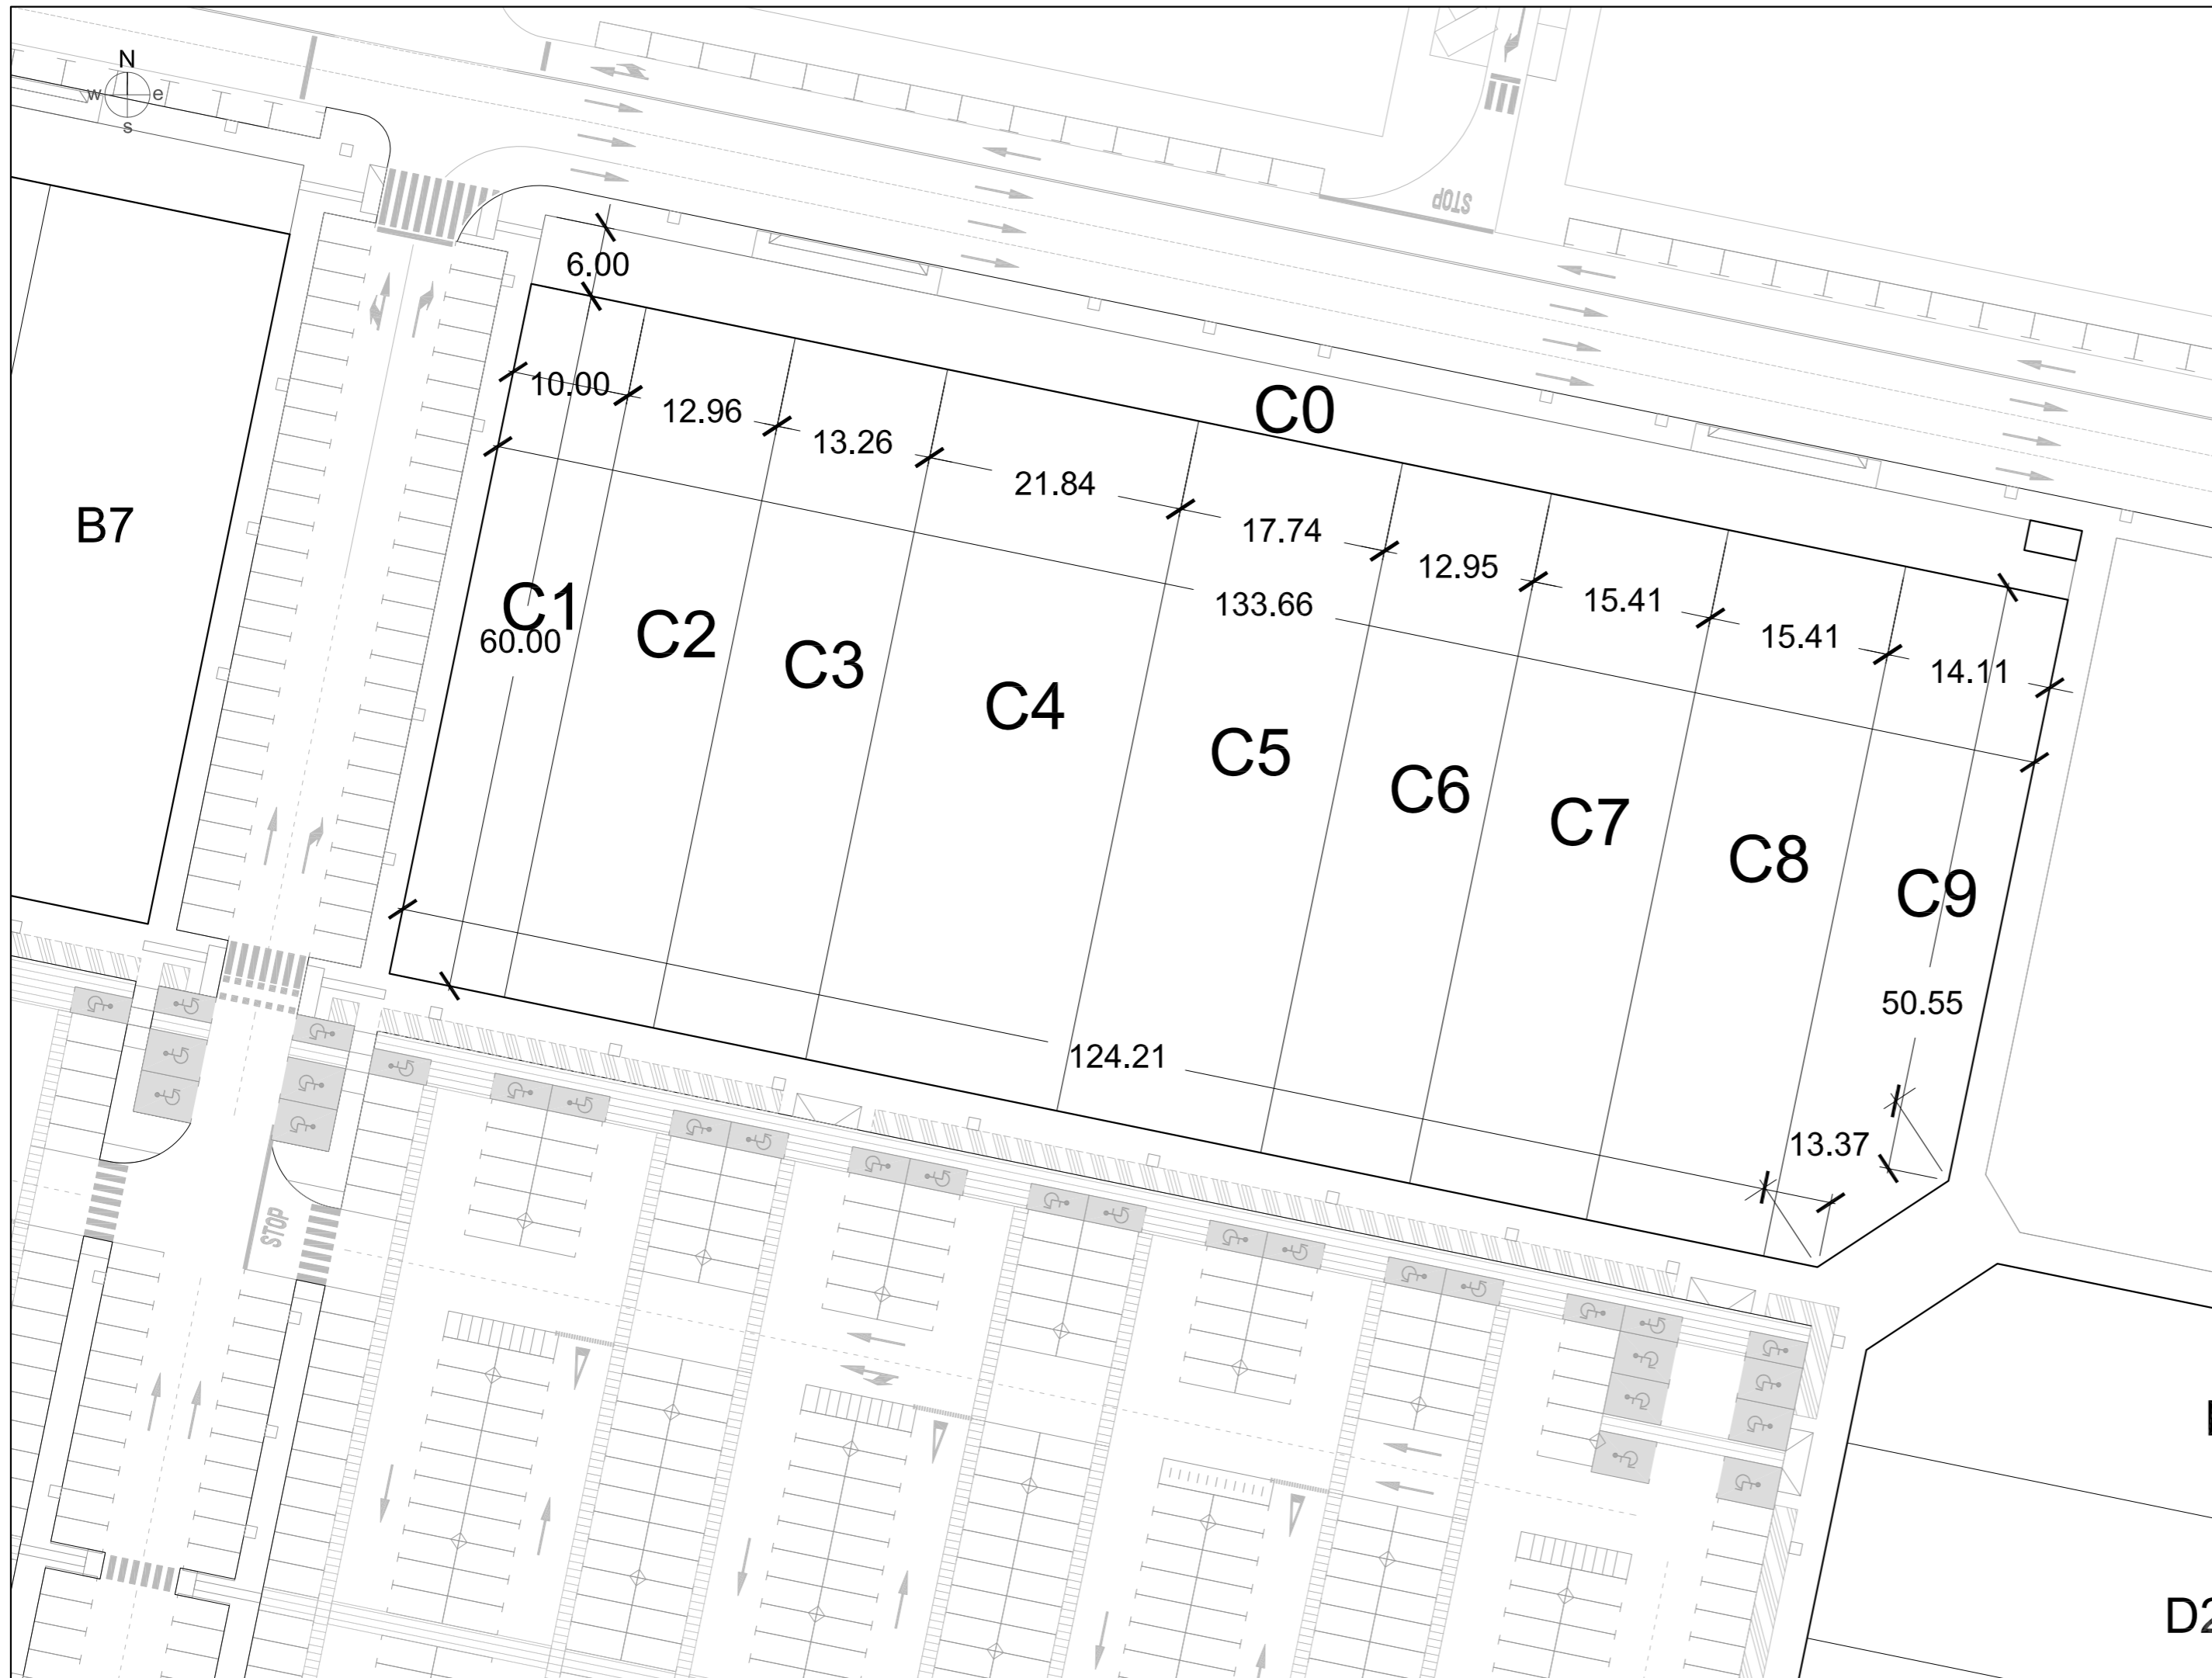 N
w e
s
STOP
6.00
C0
10.00
12.96
13.26
21.84
17.74
12.95
15.41
15.41
14.11
B7
133.66
C1
60.00
C2
C3
C4
C5
C6
C7
C8
C9
50.55
124.21
13.37
STOP
D2